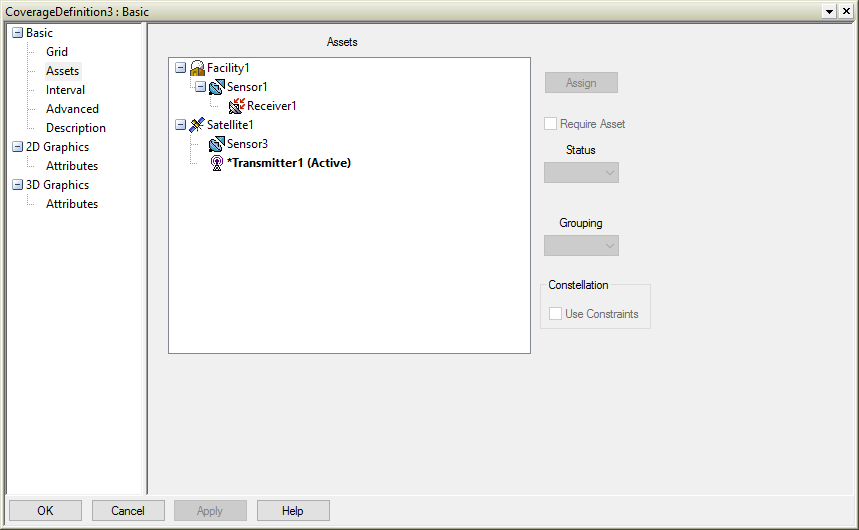 CoverageDefinition3 : Basic
Basic
Grid
Assets
Interval
Advanced
Description
2D Graphics
Attributes
3D Graphics
Attributes
Assets
Facility1
Sensor1
Receiver1
Satellite1
Sensor3
*Transmitter1 (Active)
Assign
Require Asset
Status
Grouping
Constellation
Use Constraints
OK
Cancel
Apply
Help